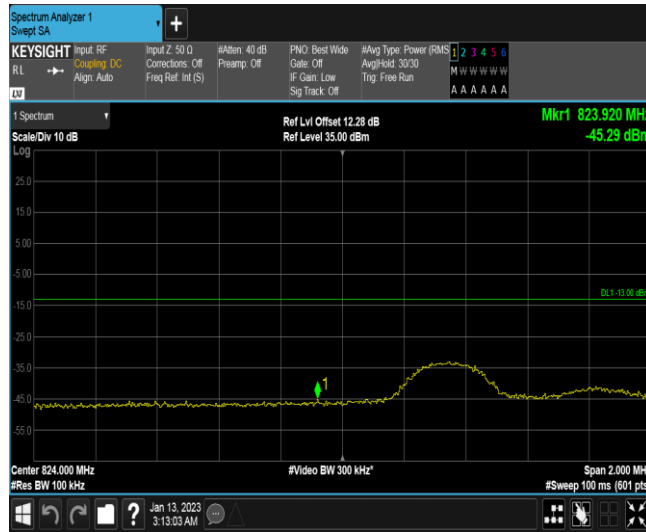 Spectrum Analyzer 1
Swept SA
+
KEYSIGHT Input: RF Input Z: 50 Ω #Atten: 40 dB PNO: Best Wide #Avg Type: Power (RMS 1 2 3 4 5 6
RL Coupling: DC Corrections: Off Preamp: Off Gate: Off Avg|Hold: 30/30 M W W W W W
Align: Auto Freq Ref: Int (S) IF Gain: Low Trig: Free Run
LXI Sig Track: Off A A A A A A
1 Spectrum Ref Lvl Offset 12.28 dB Mkr1 823.920 MHz
Scale/Div 10 dB Ref Level 35.00 dBm -45.29 dBm
Log
25.0
15.0
5.00
-5.00
DL1 -13.00 dBm
-15.0
-25.0
-35.0
1
-45.0
-55.0
Center 824.000 MHz #Video BW 300 kHz* Span 2.000 MH
#Res BW 100 kHz #Sweep 100 ms (601 pts
? Jan 13, 2023
3:13:03 AM